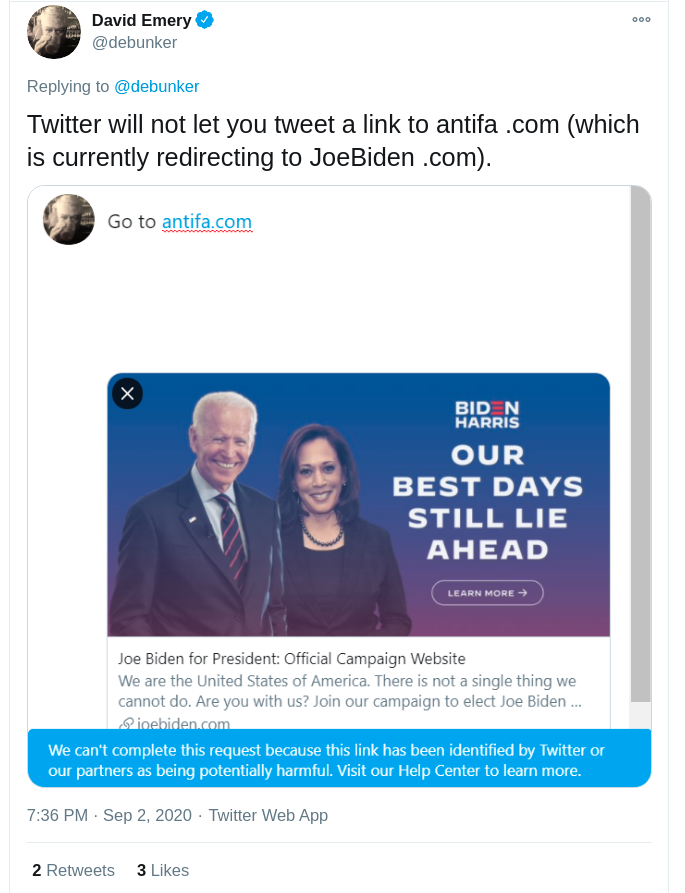 David Emery
@debunker
Replying to @debunker
Twitter will not let you tweet a link to antifa .com (which
is currently redirecting to JoeBiden .com).
Go to antifa.com
BIDEN
HARRIS
OUR
BEST DAYS
STILL LIE
AHEAD
LEARN MORE →
Joe Biden for President: Official Campaign Website
We are the United States of America. There is not a single thing we
cannot do. Are you with us? Join our campaign to elect Joe Biden ...
joebiden.com
We can't complete this request because this link has been identified by Twitter or
our partners as being potentially harmful. Visit our Help Center to learn more.
7:36 PM · Sep 2, 2020 · Twitter Web App
2 Retweets 3 Likes